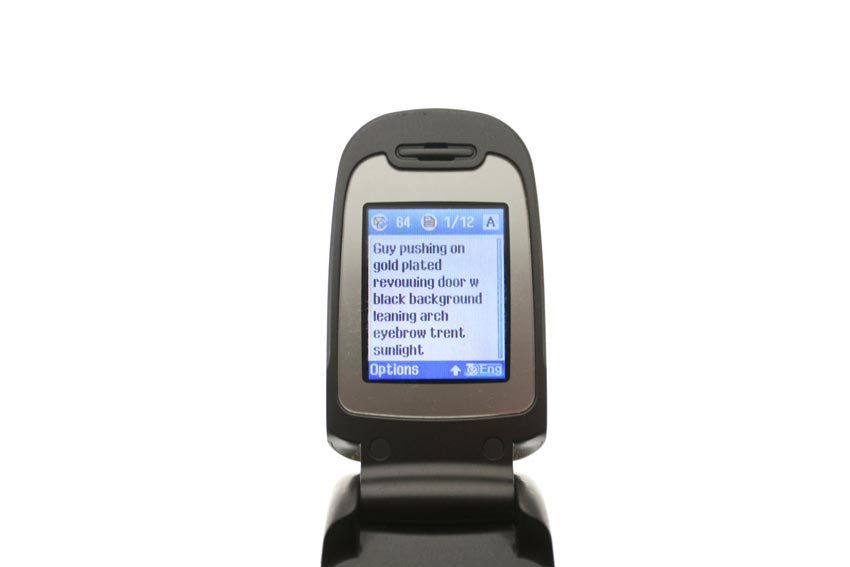 64 1/12 A
Guy pushing on
gold plated
revouuing door w
black background
leaning arch
eyebrow trent
sunlight
Options Eng